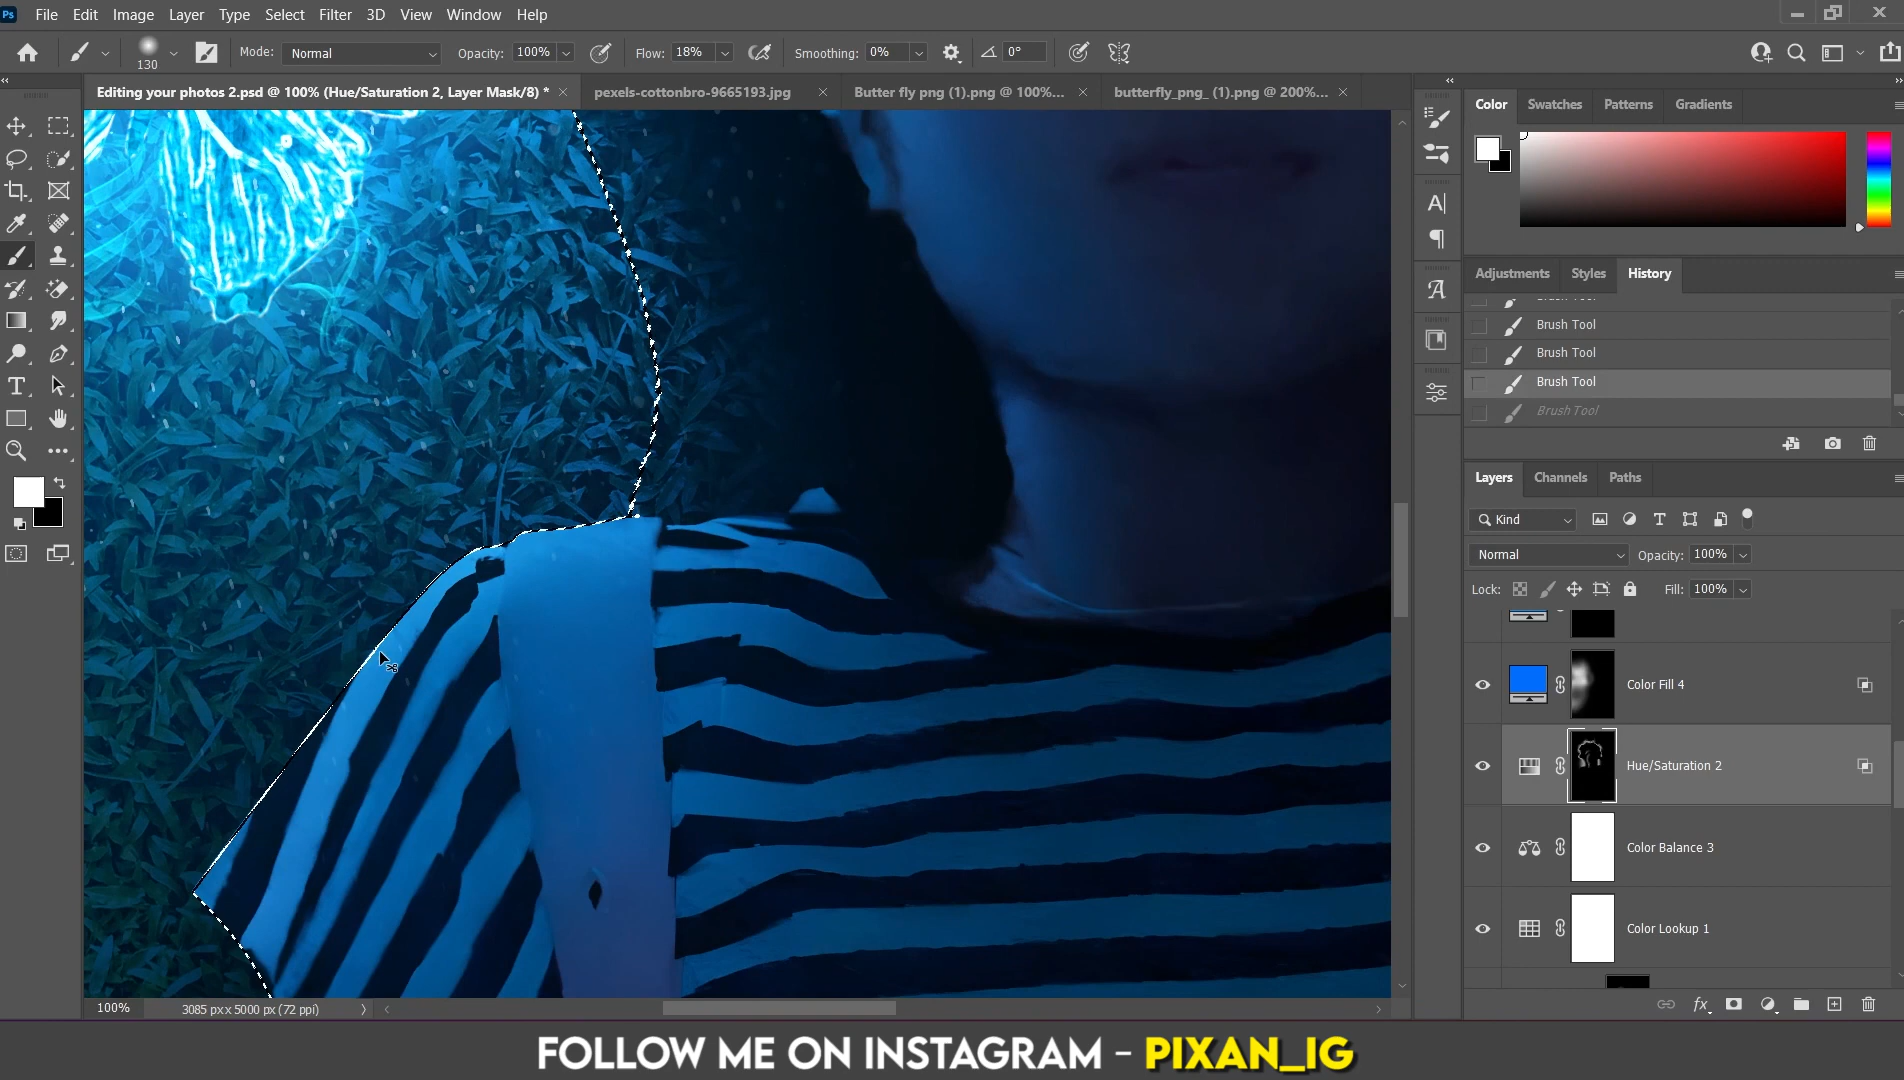 Ps File Edit Image Layer Type Select Filter 3D View Window Help
130 Mode: Normal Opacity: 100% Flow: 18% Smoothing: 0% 0°
Editing your photos 2.psd @ 100% (Hue/Saturation 2, Layer Mask/8) * pexels-cottonbro-9665193.jpg Butter fly png (1).png @ 100%... butterfly_png_ (1).png @ 200%...
Color Swatches Patterns Gradients
Adjustments Styles History
Brush Tool
Brush Tool
Brush Tool
Brush Tool
Layers Channels Paths
Kind
Normal Opacity: 100%
Lock: Fill: 100%
Color Fill 4
Hue/Saturation 2
Color Balance 3
Color Lookup 1
100% 3085 px x 5000 px (72 ppi)
FOLLOW ME ON INSTAGRAM - PIXAN_IG